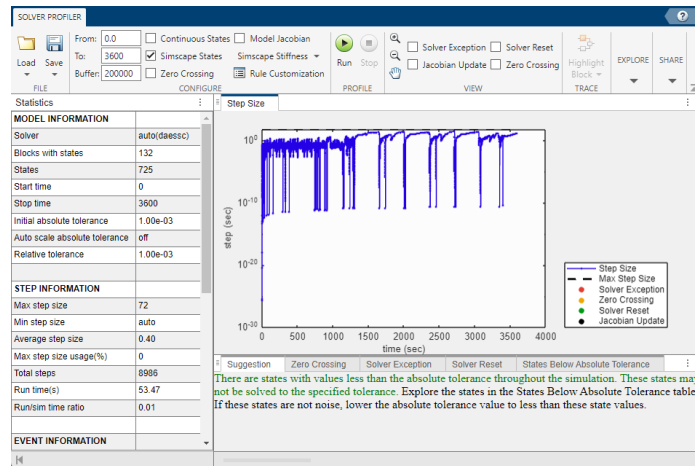 SOLVER PROFILER
?
From: 0.0
To: 3600
Buffer: 200000
Continuous States
Simscape States
Zero Crossing
Model Jacobian
Simscape Stiffness
Rule Customization
Load Save
Run Stop
Solver Exception Solver Reset
Jacobian Update Zero Crossing
Highlight
Block
EXPLORE
SHARE
FILE CONFIGURE PROFILE VIEW TRACE
Statistics
MODEL INFORMATION
Solver auto(daessc)
Blocks with states 132
States 725
Start time 0
Stop time 3600
Initial absolute tolerance 1.00e-03
Auto scale absolute tolerance off
Relative tolerance 1.00e-03
STEP INFORMATION
Max step size 72
Min step size auto
Average step size 0.40
Max step size usage(%) 0
Total steps 8986
Run time(s) 53.47
Run/sim time ratio 0.01
EVENT INFORMATION
Step Size
step (sec)
10^0
10^-10
10^-20
10^-30
0 500 1000 1500 2000 2500 3000 3500 4000
time (sec)
Step Size
Max Step Size
Solver Exception
Zero Crossing
Solver Reset
Jacobian Update
Suggestion Zero Crossing Solver Exception Solver Reset States Below Absolute Tolerance
There are states with values less than the absolute tolerance throughout the simulation. These states may
not be solved to the specified tolerance. Explore the states in the States Below Absolute Tolerance table
If these states are not noise, lower the absolute tolerance value to less than these state values.